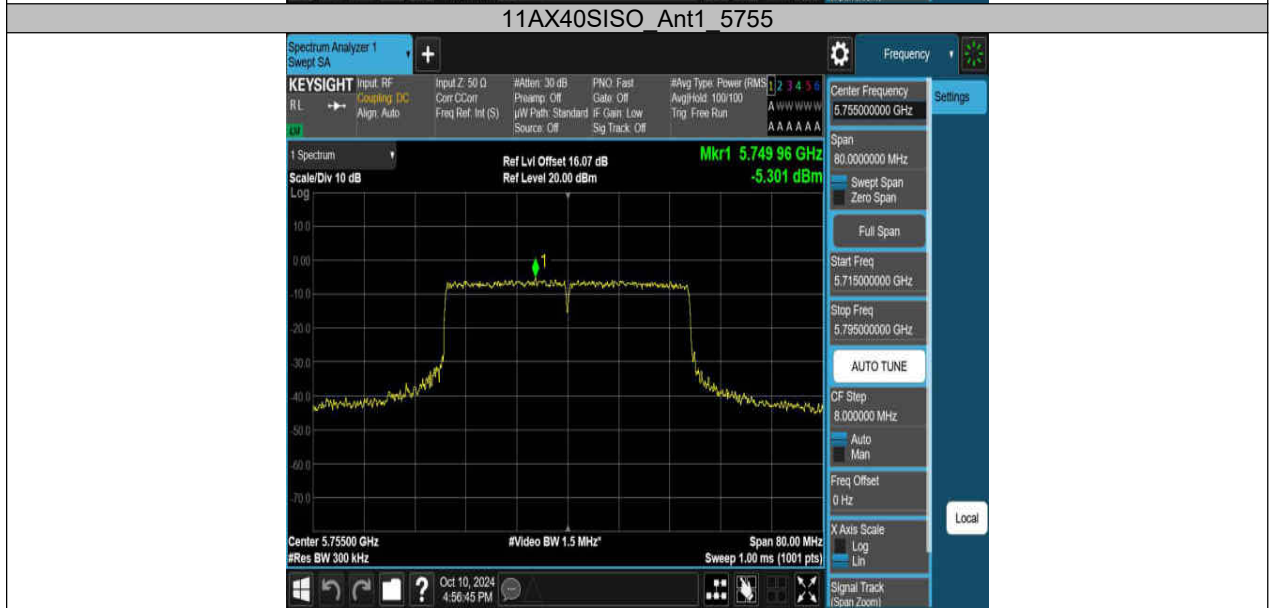 11AX40SISO_Ant1_5755
Spectrum Analyzer 1
Swept SA
+
Frequency
KEYSIGHT
RL
LM
Input: RF
Coupling: DC
Align: Auto
Input Z: 50 Ω
Corr CCorr
Freq Ref: Int (S)
#Atten: 30 dB
Preamp: Off
µW Path: Standard
Source: Off
PNO: Fast
Gate: Off
IF Gain: Low
Sig Track: Off
#Avg Type: Power (RMS
Avg|Hold: 100/100
Trig: Free Run
1 2 3 4 5 6
A W W W W W
A A A A A A
Center Frequency
5.755000000 GHz
Settings
1 Spectrum
Scale/Div 10 dB
Log
Ref Lvl Offset 16.07 dB
Ref Level 20.00 dBm
Mkr1 5.749 96 GHz
-5.301 dBm
Span
80.0000000 MHz
Swept Span
Zero Span
Full Span
Start Freq
5.715000000 GHz
Stop Freq
5.795000000 GHz
AUTO TUNE
CF Step
8.000000 MHz
Auto
Man
Freq Offset
0 Hz
X Axis Scale
Log
Lin
Signal Track
(Span Zoom)
Local
10.0
0.00
1
-10.0
-20.0
-30.0
-40.0
-50.0
-60.0
-70.0
Center 5.75500 GHz
#Video BW 1.5 MHz*
Span 80.00 MHz
#Res BW 300 kHz
Sweep 1.00 ms (1001 pts)
?
Oct 10, 2024
4:56:45 PM